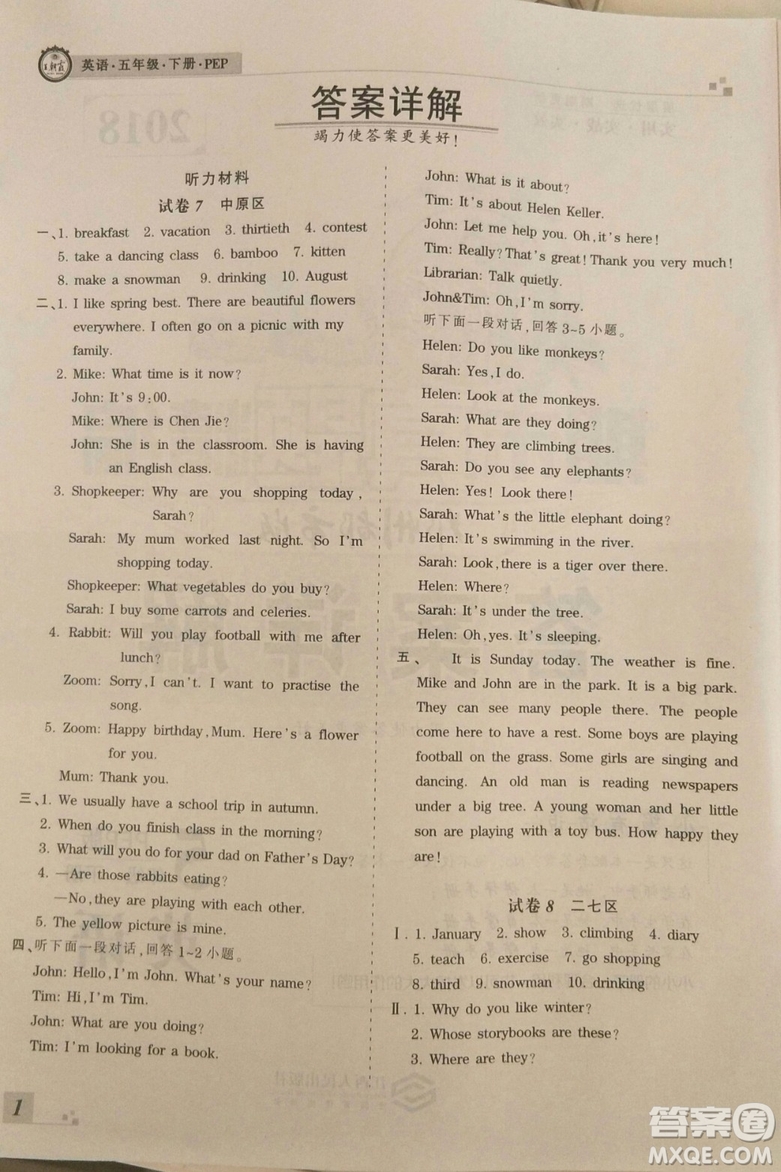 王朝霞
英语·五年级·下册·PEP
答案详解
竭力使答案更美好!
2018
听力材料
试卷7 中原区
一、1. breakfast 2. vacation 3. thirtieth 4. contest
5. take a dancing class 6. bamboo 7. kitten
8. make a snowman 9. drinking 10. August
二、1. I like spring best. There are beautiful flowers
everywhere. I often go on a picnic with my
family.
2. Mike: What time is it now?
John: It's 9:00.
Mike: Where is Chen Jie?
John: She is in the classroom. She is having
an English class.
3. Shopkeeper: Why are you shopping today,
Sarah?
Sarah: My mum worked last night. So I'm
shopping today.
Shopkeeper: What vegetables do you buy?
Sarah: I buy some carrots and celeries.
4. Rabbit: Will you play football with me after
lunch?
Zoom: Sorry, I can't. I want to practise the
song.
5. Zoom: Happy birthday, Mum. Here's a flower
for you.
Mum: Thank you.
三、1. We usually have a school trip in autumn.
2. When do you finish class in the morning?
3. What will you do for your dad on Father's Day?
4. —Are those rabbits eating?
—No, they are playing with each other.
5. The yellow picture is mine.
四、听下面一段对话,回答1~2小题。
John: Hello, I'm John. What's your name?
Tim: Hi, I'm Tim.
John: What are you doing?
Tim: I'm looking for a book.
John: What is it about?
Tim: It's about Helen Keller.
John: Let me help you. Oh, it's here!
Tim: Really? That's great! Thank you very much!
Librarian: Talk quietly.
John&Tim: Oh, I'm sorry.
听下面一段对话,回答3~5小题。
Helen: Do you like monkeys?
Sarah: Yes, I do.
Helen: Look at the monkeys.
Sarah: What are they doing?
Helen: They are climbing trees.
Sarah: Do you see any elephants?
Helen: Yes! Look there!
Sarah: What's the little elephant doing?
Helen: It's swimming in the river.
Sarah: Look, there is a tiger over there.
Helen: Where?
Sarah: It's under the tree.
Helen: Oh, yes. It's sleeping.
五、 It is Sunday today. The weather is fine.
Mike and John are in the park. It is a big park.
They can see many people there. Those
people come here to have a rest. Some boys are playing
football on the grass. Some girls are singing and
dancing. An old man is reading newspapers
under a big tree. A young woman and her little
son are playing with a toy bus. How happy they
are!
试卷8 二七区
Ⅰ. 1. January 2. show 3. climbing 4. diary
5. teach 6. exercise 7. go shopping
8. third 9. snowman 10. drinking
Ⅱ. 1. Why do you like winter?
2. Whose storybooks are these?
3. Where are they?
1
答案圈
MXQE.COM